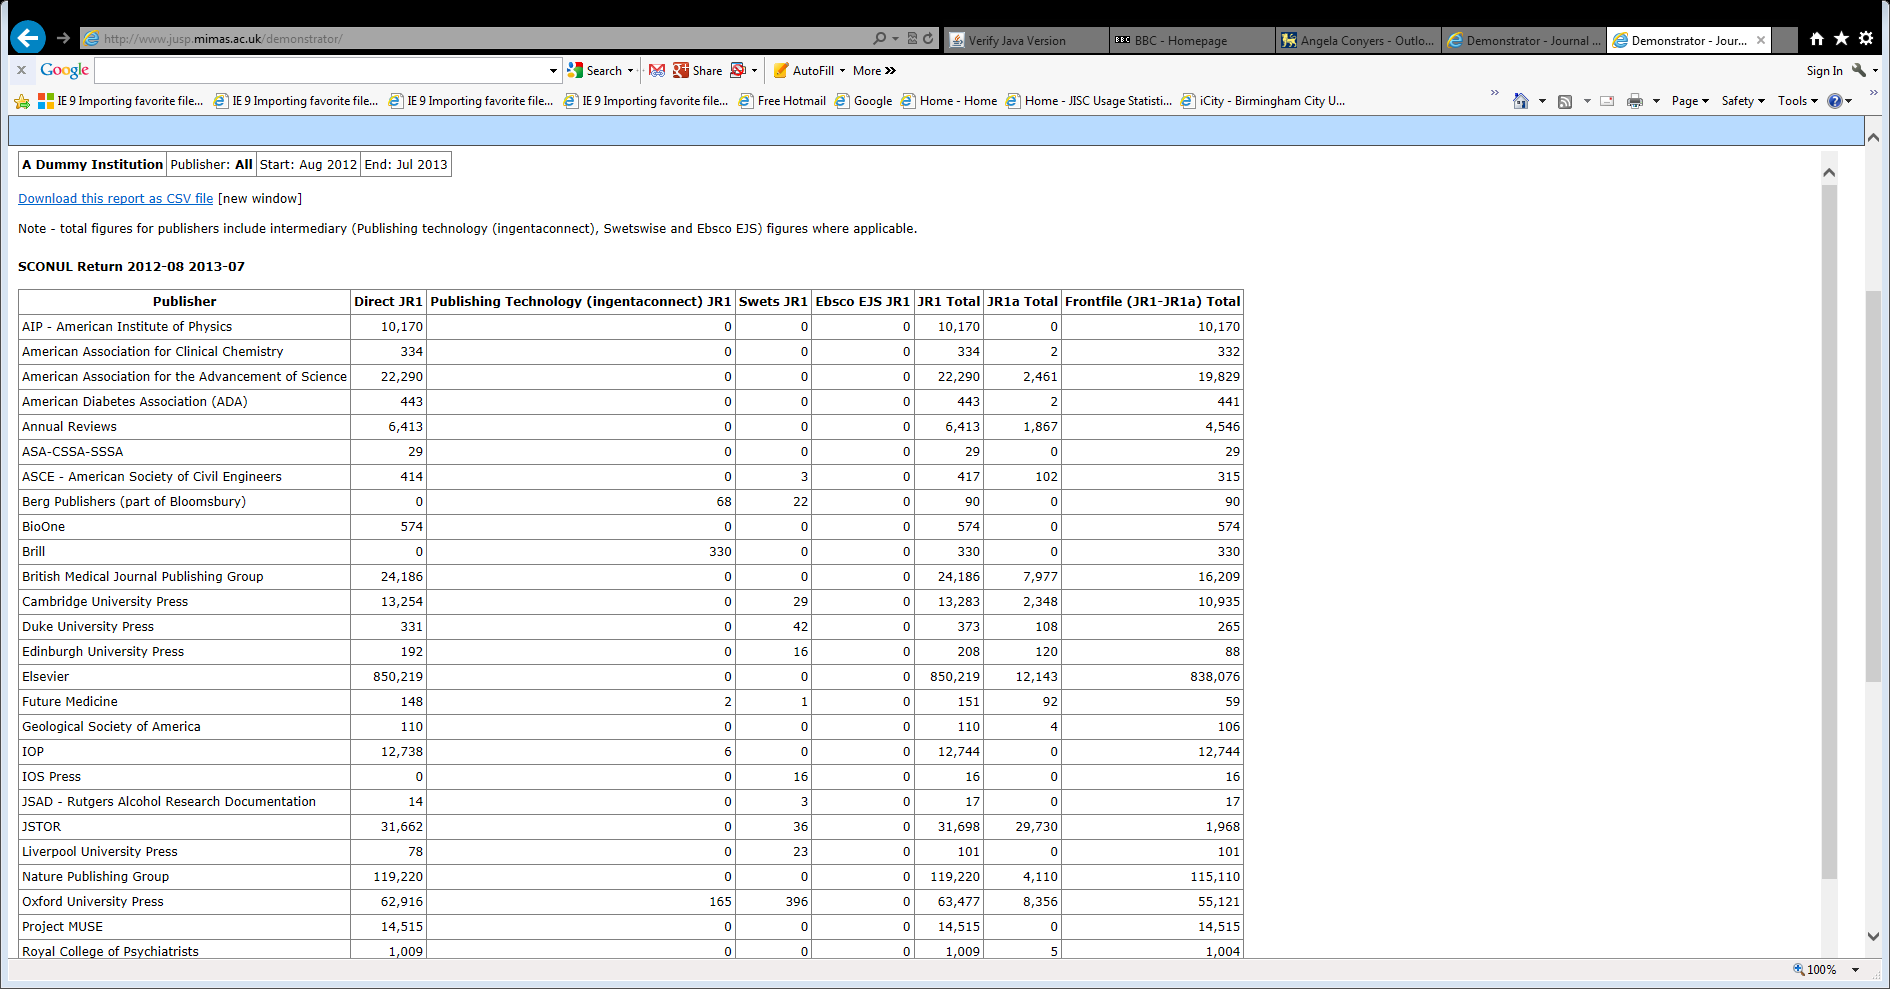 http://www.jusp.mimas.ac.uk/demonstrator/ Verify Java Version BBC BBC - Homepage Angela Conyers - Outlo... Demonstrator - Journal ... Demonstrator - Jour...
x Google Search Share AutoFill More » Sign In
IE 9 Importing favorite file... IE 9 Importing favorite file... IE 9 Importing favorite file... IE 9 Importing favorite file... Free Hotmail Google Home - Home Home - JISC Usage Statisti... iCity - Birmingham City U... » Page Safety Tools »
A Dummy Institution Publisher: All Start: Aug 2012 End: Jul 2013
Download this report as CSV file [new window]
Note - total figures for publishers include intermediary (Publishing technology (ingentaconnect), Swetswise and Ebsco EJS) figures where applicable.
SCONUL Return 2012-08 2013-07
Publisher Direct JR1 Publishing Technology (ingentaconnect) JR1 Swets JR1 Ebsco EJS JR1 JR1 Total JR1a Total Frontfile (JR1-JR1a) Total
AIP - American Institute of Physics 10,170 0 0 0 10,170 0 10,170
American Association for Clinical Chemistry 334 0 0 0 334 2 332
American Association for the Advancement of Science 22,290 0 0 0 22,290 2,461 19,829
American Diabetes Association (ADA) 443 0 0 0 443 2 441
Annual Reviews 6,413 0 0 0 6,413 1,867 4,546
ASA-CSSA-SSSA 29 0 0 0 29 0 29
ASCE - American Society of Civil Engineers 414 0 3 0 417 102 315
Berg Publishers (part of Bloomsbury) 0 68 22 0 90 0 90
BioOne 574 0 0 0 574 0 574
Brill 0 330 0 0 330 0 330
British Medical Journal Publishing Group 24,186 0 0 0 24,186 7,977 16,209
Cambridge University Press 13,254 0 29 0 13,283 2,348 10,935
Duke University Press 331 0 42 0 373 108 265
Edinburgh University Press 192 0 16 0 208 120 88
Elsevier 850,219 0 0 0 850,219 12,143 838,076
Future Medicine 148 2 1 0 151 92 59
Geological Society of America 110 0 0 0 110 4 106
IOP 12,738 6 0 0 12,744 0 12,744
IOS Press 0 0 16 0 16 0 16
JSAD - Rutgers Alcohol Research Documentation 14 0 3 0 17 0 17
JSTOR 31,662 0 36 0 31,698 29,730 1,968
Liverpool University Press 78 0 23 0 101 0 101
Nature Publishing Group 119,220 0 0 0 119,220 4,110 115,110
Oxford University Press 62,916 165 396 0 63,477 8,356 55,121
Project MUSE 14,515 0 0 0 14,515 0 14,515
Royal College of Psychiatrists 1,009 0 0 0 1,009 5 1,004
100%